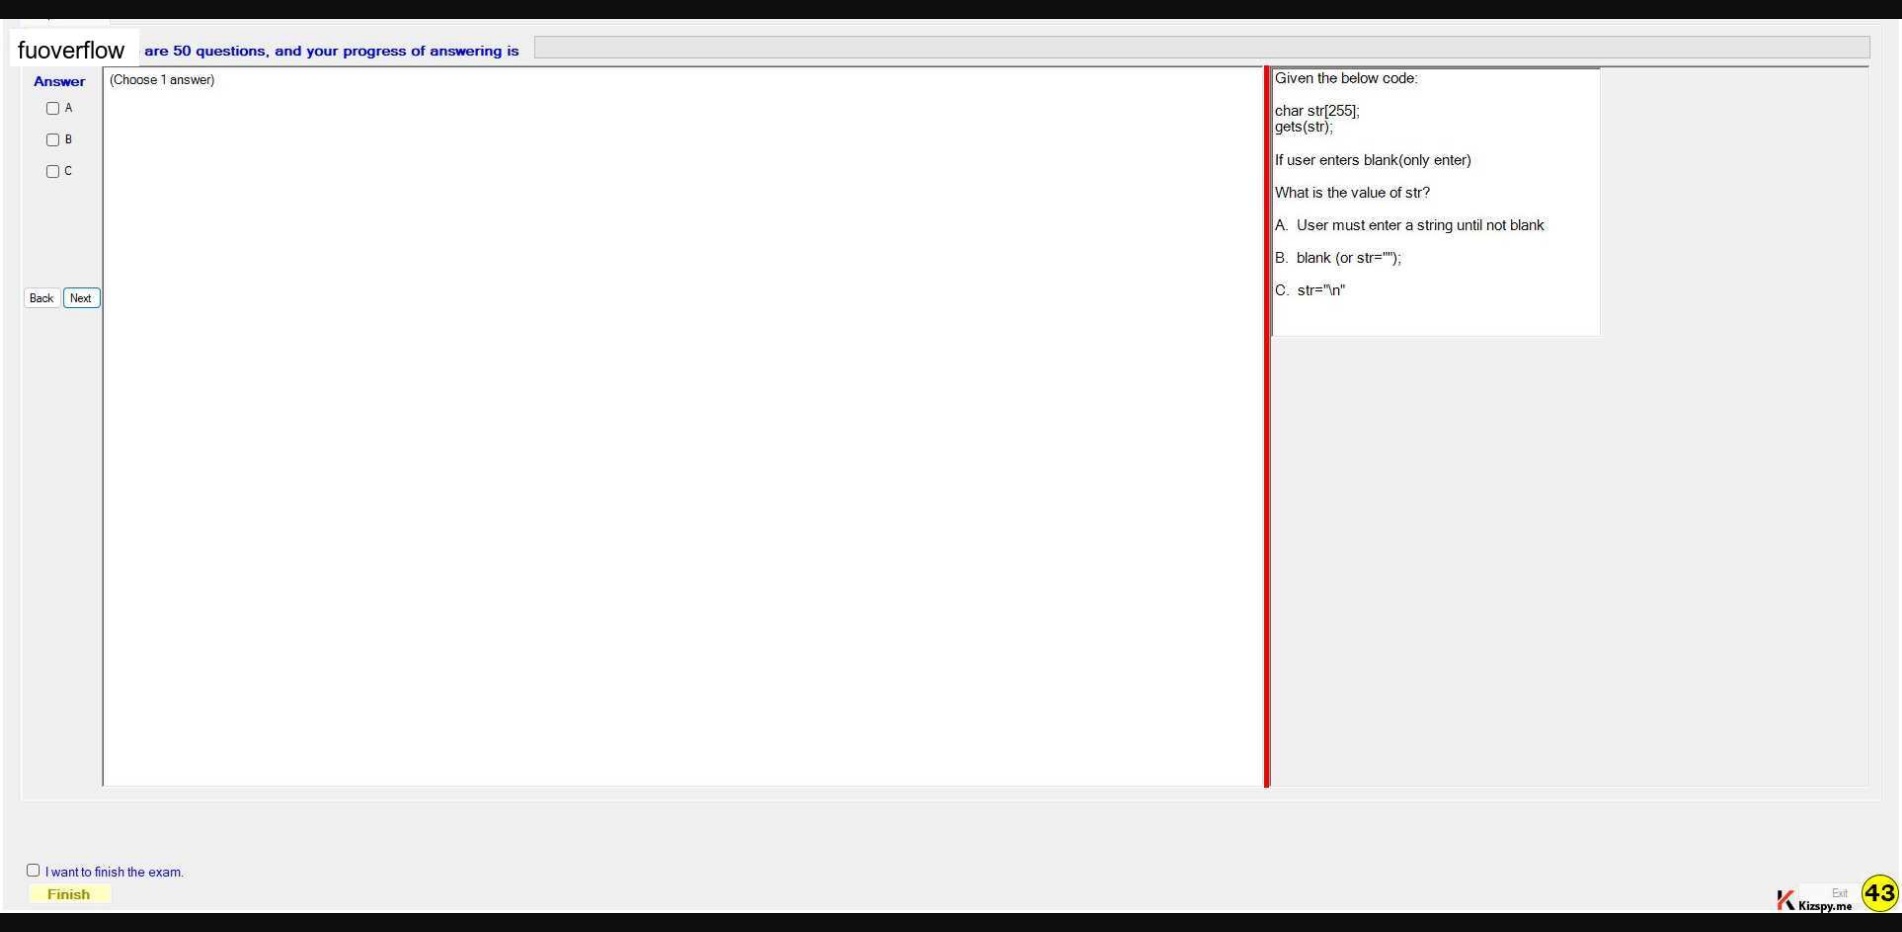 fuoverflow are 50 questions, and your progress of answering is
Answer
(Choose 1 answer)
A
B
C
Back Next
Given the below code:
char str[255];
gets(str);
If user enters blank(only enter)
What is the value of str?
A. User must enter a string until not blank
B. blank (or str="");
C. str="\n"
I want to finish the exam.
Finish
Exit
Kizspy.me
43